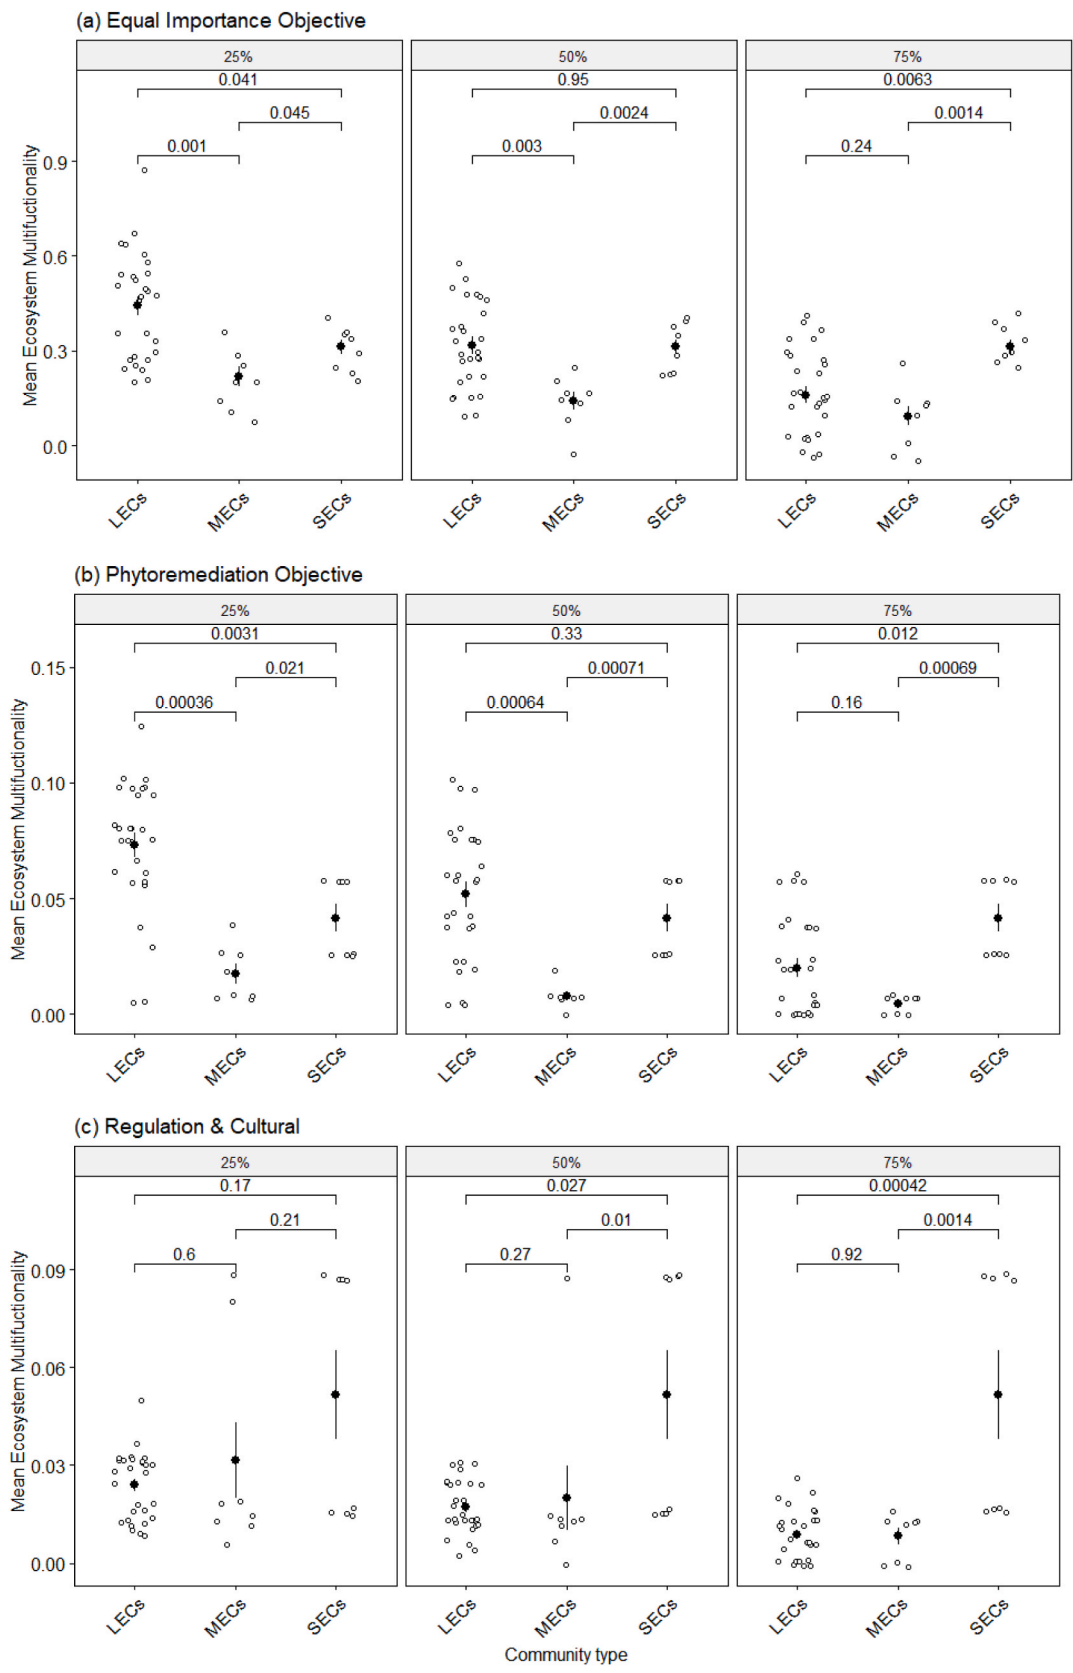 (a) Equal Importance Objective
25% 50% 75%
0.041 0.95 0.0063
0.045 0.0024 0.0014
0.001 0.003 0.24
Mean Ecosystem Multifuctionality
0.9
0.6
0.3
0.0
LECs MECs SECs LECs MECs SECs LECs MECs SECs
(b) Phytoremediation Objective
25% 50% 75%
0.0031 0.33 0.012
0.021 0.00071 0.00069
0.00036 0.00064 0.16
Mean Ecosystem Multifuctionality
0.15
0.10
0.05
0.00
LECs MECs SECs LECs MECs SECs LECs MECs SECs
(c) Regulation & Cultural
25% 50% 75%
0.17 0.027 0.00042
0.21 0.01 0.0014
0.6 0.27 0.92
Mean Ecosystem Multifuctionality
0.09
0.06
0.03
0.00
LECs MECs SECs LECs MECs SECs LECs MECs SECs
Community type